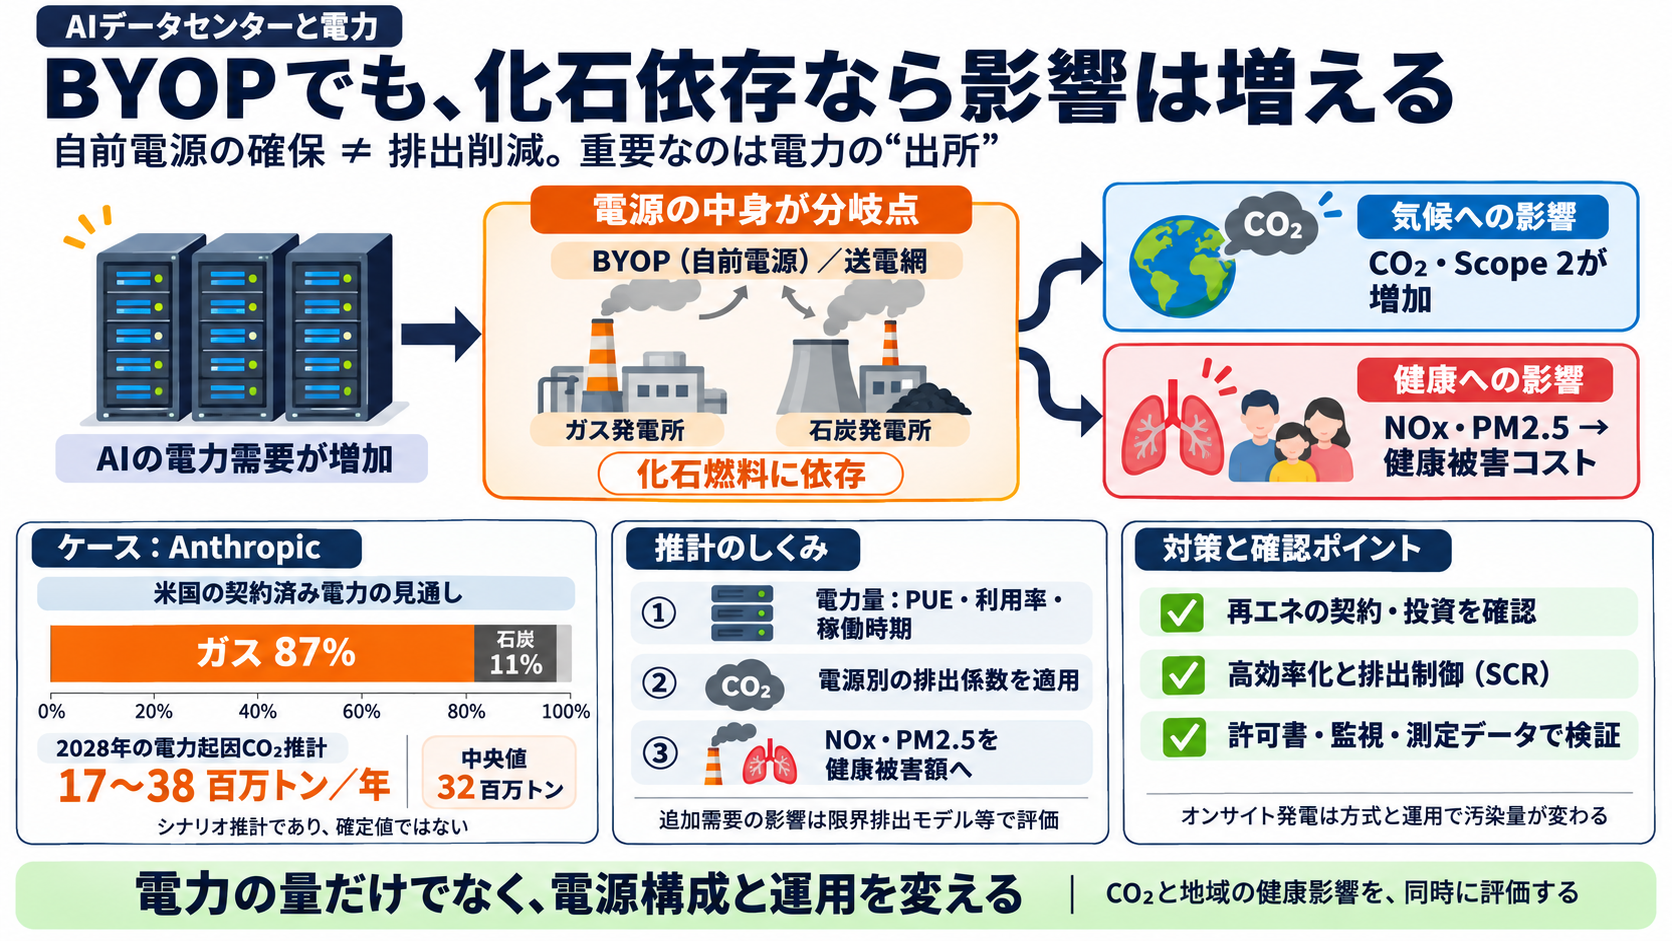 AIデータセンターと電力
BYOPでも、化石依存なら影響は増える
自前電源の確保 ≠ 排出削減。重要なのは電力の“出所”
AIの電力需要が増加
電源の中身が分岐点
BYOP（自前電源）／送電網
ガス発電所
石炭発電所
化石燃料に依存
CO₂
気候への影響
CO₂・Scope 2が
増加
健康への影響
NOx・PM2.5 →
健康被害コスト
ケース：Anthropic
米国の契約済み電力の見通し
ガス 87%
石炭
11%
0% 20% 40% 60% 80% 100%
2028年の電力起因CO₂推計
17〜38 百万トン／年
中央値
32百万トン
シナリオ推計であり、確定値ではない
推計のしくみ
① 電力量：PUE・利用率・
稼働時期
② CO₂ 電源別の排出係数を適用
③ NOx・PM2.5を
健康被害額へ
追加需要の影響は限界排出モデル等で評価
対策と確認ポイント
再エネの契約・投資を確認
高効率化と排出制御（SCR）
許可書・監視・測定データで検証
オンサイト発電は方式と運用で汚染量が変わる
電力の量だけでなく、電源構成と運用を変える
CO₂と地域の健康影響を、同時に評価する